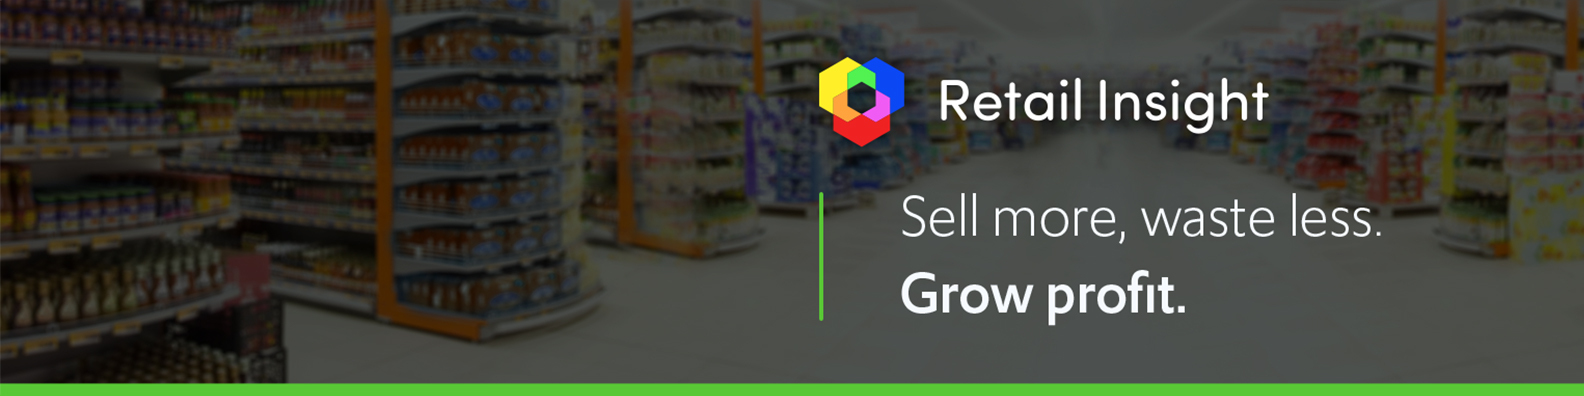 Retail Insight
Sell more, waste less.
Grow profit.